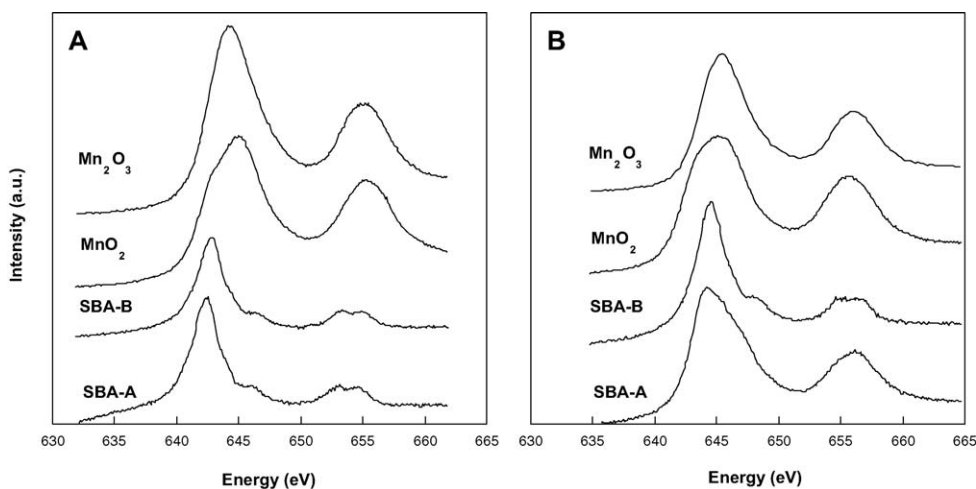 A
Mn₂O₃
MnO₂
SBA-B
SBA-A
Intensity (a.u.)
630 635 640 645 650 655 660 665
Energy (eV)
B
Mn₂O₃
MnO₂
SBA-B
SBA-A
630 635 640 645 650 655 660 665
Energy (eV)